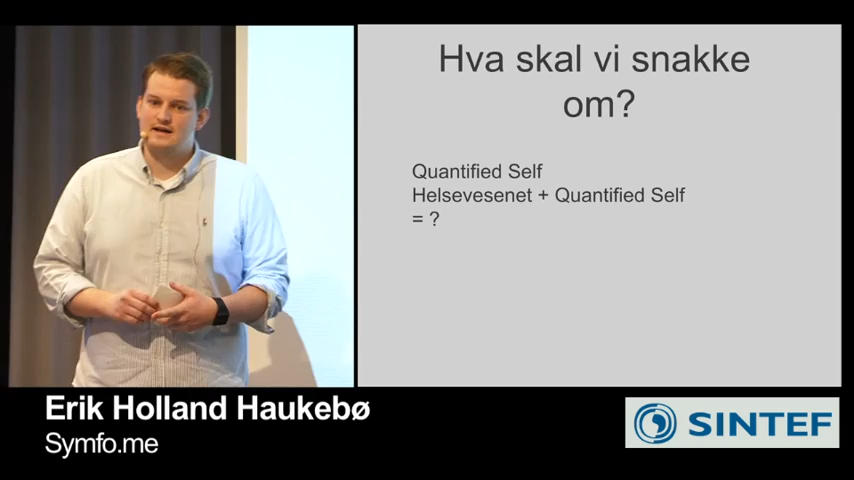 Hva skal vi snakke
om?
Quantified Self
Helsevesenet + Quantified Self
= ?
Erik Holland Haukebø
Symfo.me
SINTEF